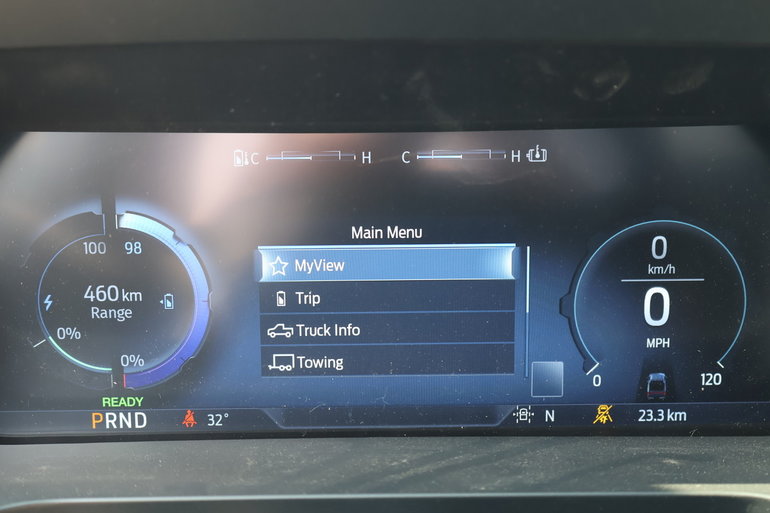 C H C H
Main Menu
100 98
460 km
Range
0%
0%
MyView
Trip
Truck Info
Towing
0
km/h
0
MPH
0 120
READY
PRND 32° N 23.3 km